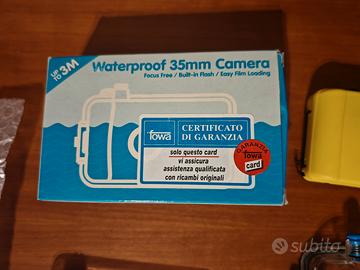 UP TO 3M
Waterproof 35mm Camera
Focus Free / Built-in Flash / Easy Film Loading
fowa
CERTIFICATO
DI GARANZIA
solo questo card
vi assicura
assistenza qualificata
con ricambi originali
GARANZIA
fowa
card
subito